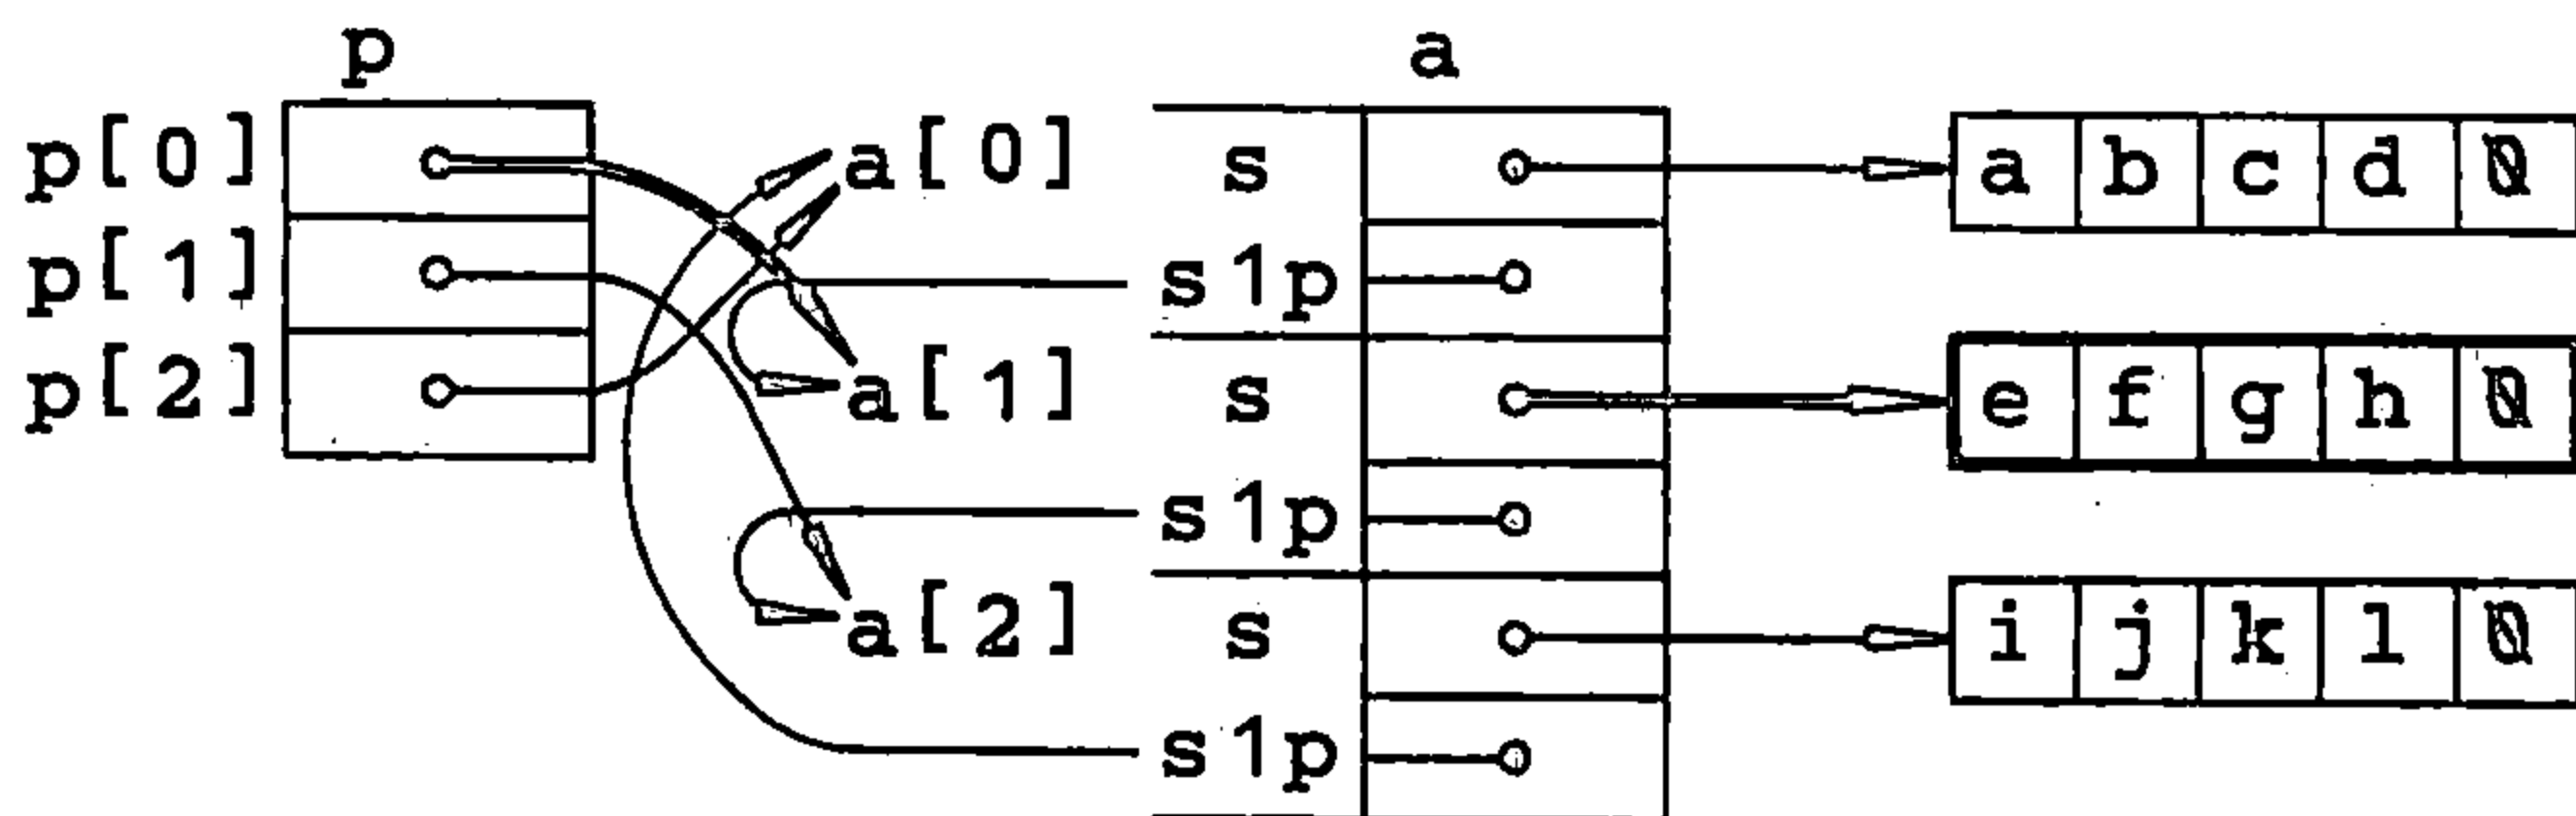 p a
p[0] a[0] s a b c d 0
p[1] s1p
p[2] a[1] s e f g h 0
s1p
a[2] s i j k l 0
s1p